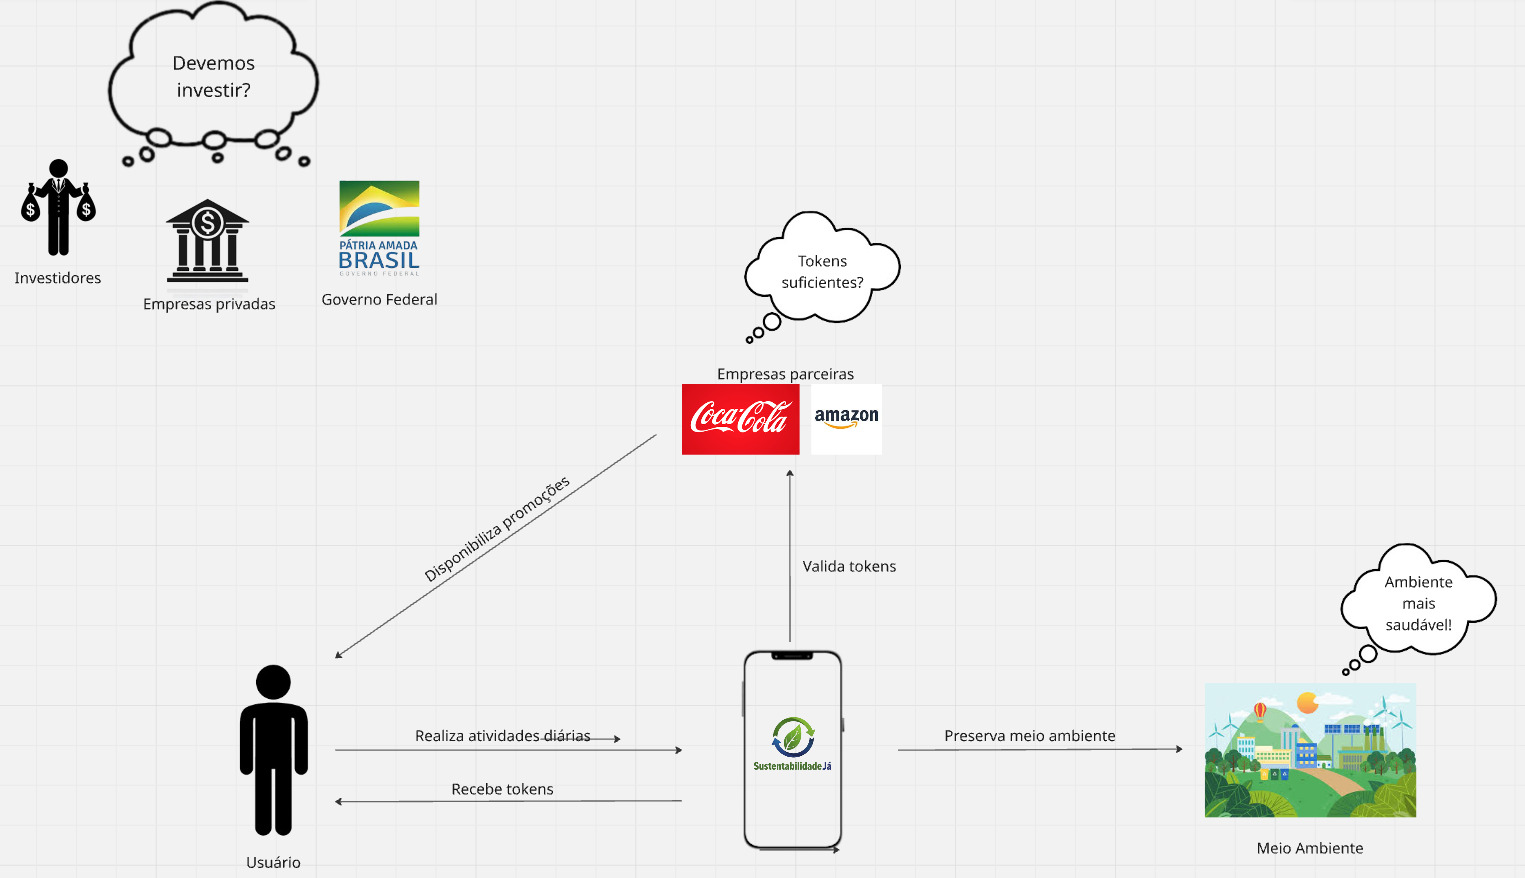 Devemos
investir?
$ $
$
PÁTRIA AMADA
BRASIL
GOVERNO FEDERAL
Investidores
Empresas privadas
Governo Federal
Tokens
suficientes?
Empresas parceiras
Coca-Cola
amazon
Disponibiliza promoções
Valida tokens
Ambiente
mais
saudável!
Realiza atividades diárias
Preserva meio ambiente
SustentabilidadeJá
Recebe tokens
Usuário
Meio Ambiente